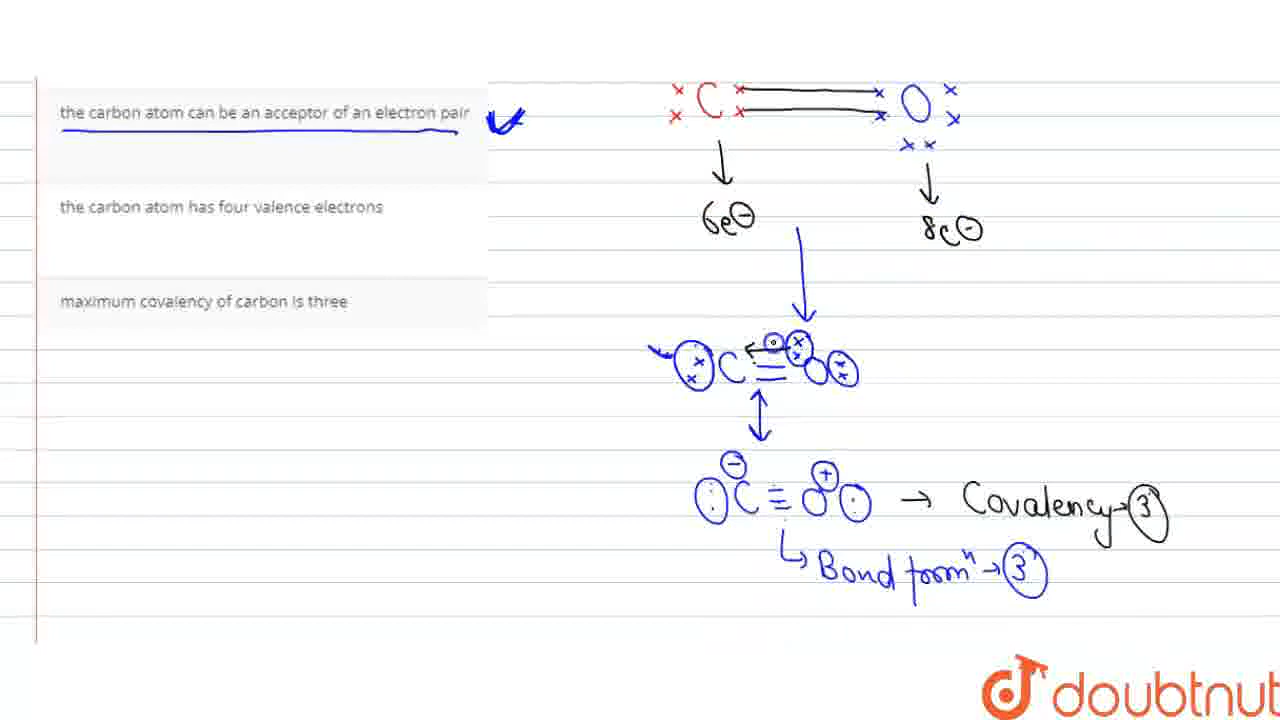 the carbon atom can be an acceptor of an electron pair
the carbon atom has four valence electrons
maximum covalency of carbon is three
C O
6e⊖ 8e⊖
C ≡ O
⊖ ⊕
:C ≡ O: → Covalency → 3
↳ Bond formⁿ → 3
doubtnut